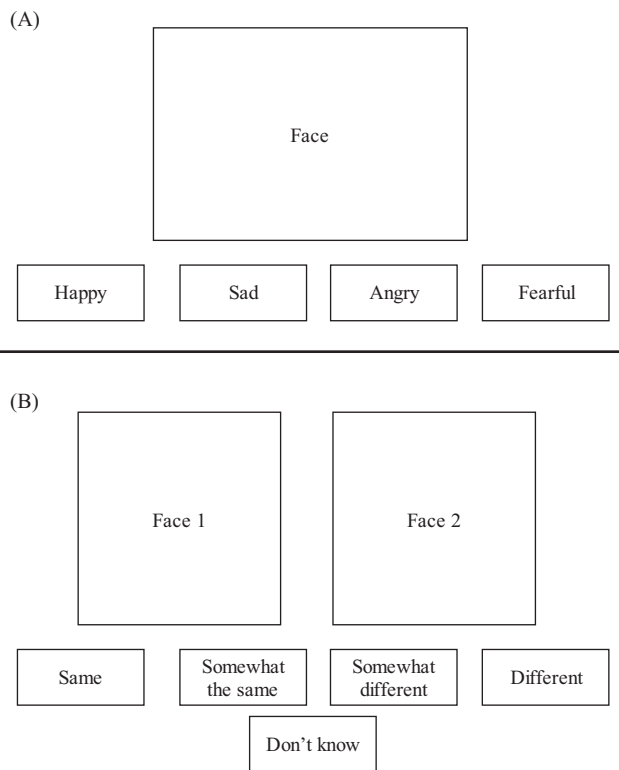 (A)
Face
Happy
Sad
Angry
Fearful
(B)
Face 1
Face 2
Same
Somewhat
the same
Somewhat
different
Different
Don’t know